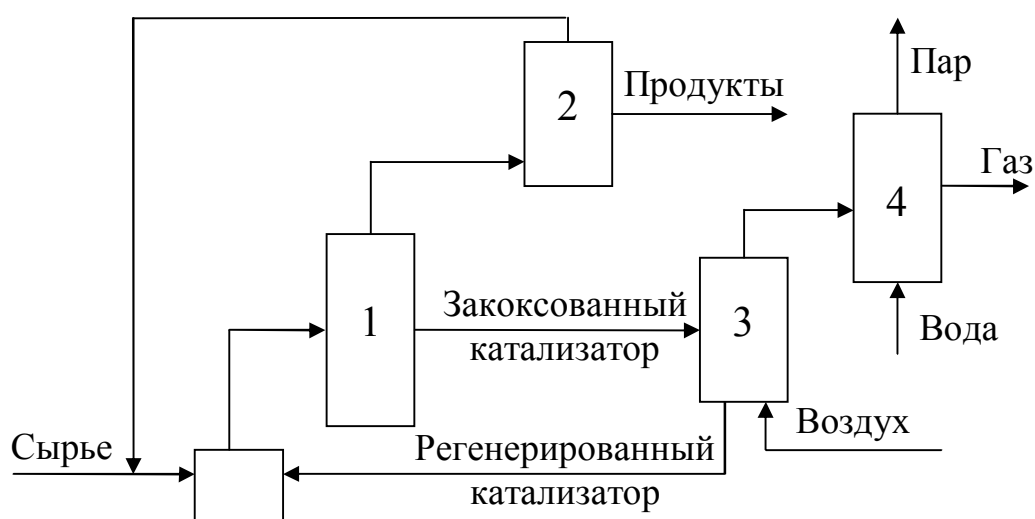 Пар
Продукты
2
Газ
4
Закоксованный
катализатор
1
3
Вода
Воздух
Сырье
Регенерированный
катализатор